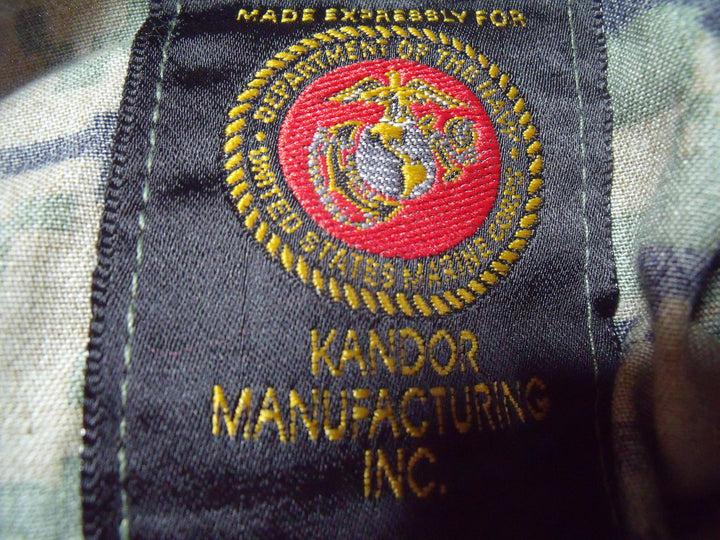 MADE EXPRESSLY FOR
DEPARTMENT OF THE NAVY
UNITED STATES MARINE CORPS
KANDOR
MANUFACTURING
INC.